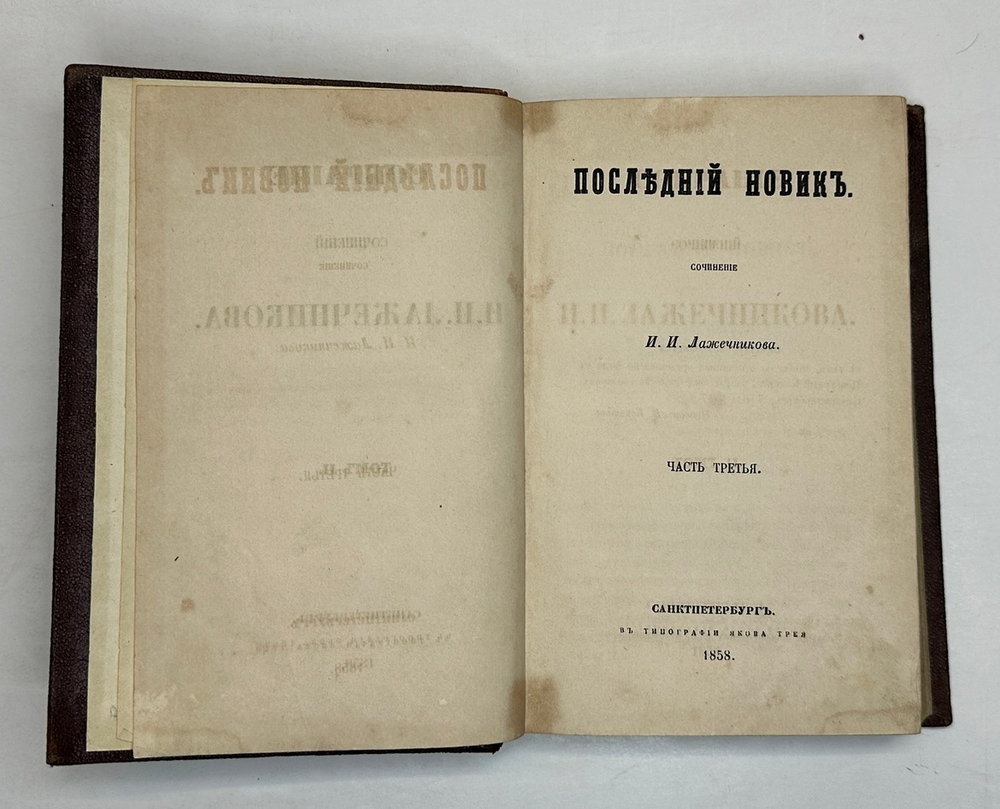 ПОСЛѢДНІЙ НОВИКЪ.
СОЧИНЕНІЕ
И. И. Лажечникова.
ЧАСТЬ ТРЕТЬЯ.
САНКТПЕТЕРБУРГЪ.
ВЪ ТИПОГРАФІИ ЯКОВА ТРЕЯ
1858.